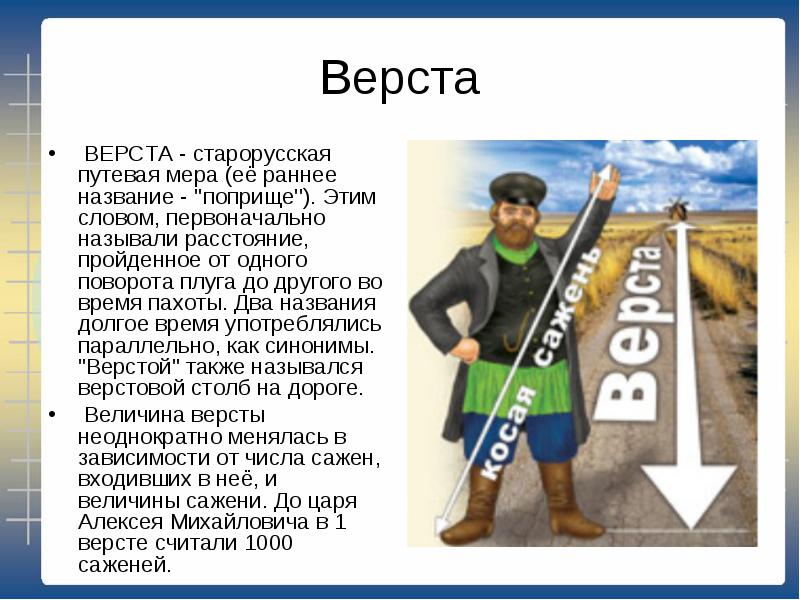 Верста
• ВЕРСТА - старорусская
путевая мера (её раннее
название - "поприще"). Этим
словом, первоначально
называли расстояние,
пройденное от одного
поворота плуга до другого во
время пахоты. Два названия
долгое время употреблялись
параллельно, как синонимы.
"Верстой" также назывался
верстовой столб на дороге.
• Величина версты
неоднократно менялась в
зависимости от числа сажен,
входивших в неё, и
величины сажени. До царя
Алексея Михайловича в 1
версте считали 1000
саженей.
косая сажень
Верста